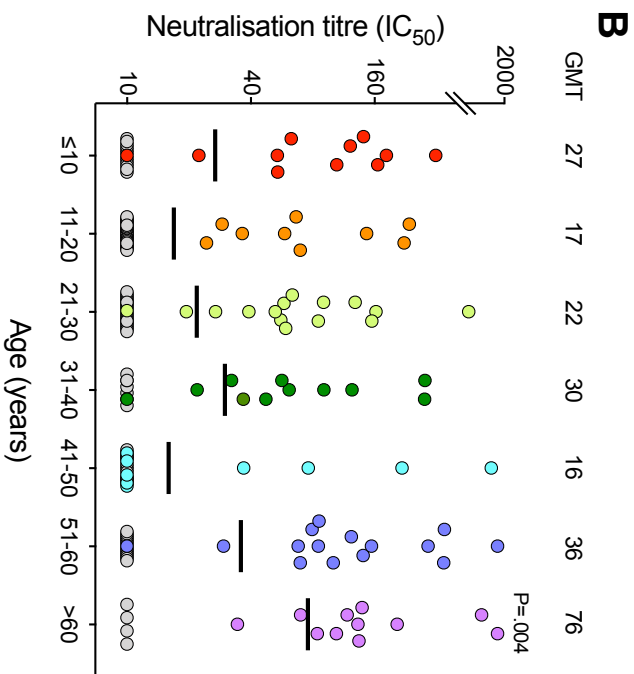 B
GMT 27 17 22 30 16 36 76
P=.004
Neutralisation titre (IC50)
2000
160
40
10
≤10 11-20 21-30 31-40 41-50 51-60 >60
Age (years)